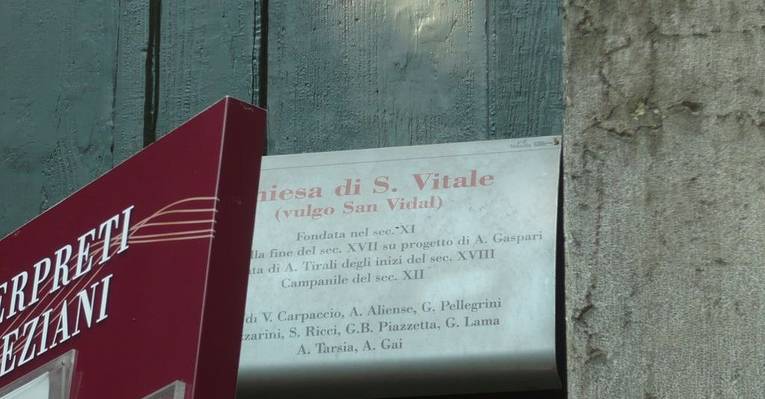 hiesa di S. Vitale
(vulgo San Vidal)
Fondata nel sec. XI
lla fine del sec. XVII su progetto di A. Gaspari
ata di A. Tirali degli inizi del sec. XVIII
Campanile del sec. XII
di V. Carpaccio, A. Aliense, G. Pellegrini
zzarini, S. Ricci, G.B. Piazzetta, G. Lama
A. Tarsia, A. Gai
ERPRETI
EZIANI